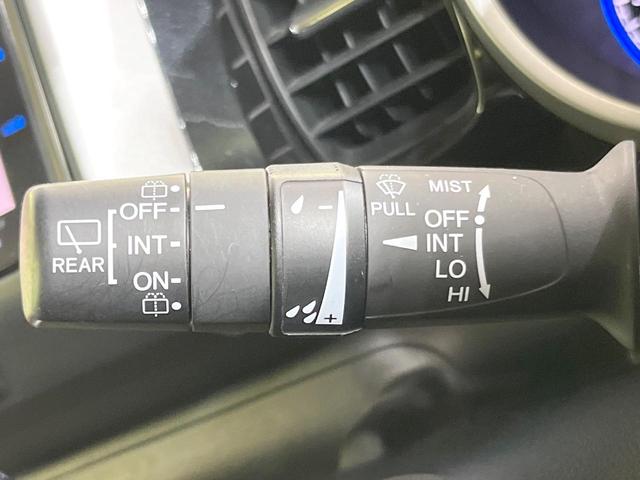 OFF
INT
REAR
ON
- 
+
MIST
PULL
OFF
INT
LO
HI